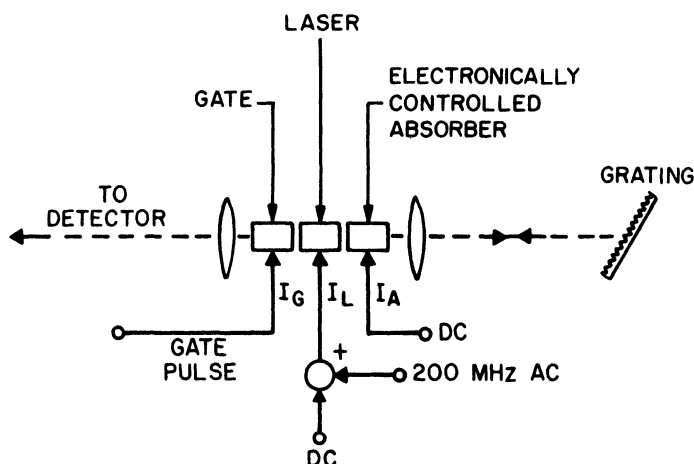 LASER
GATE
ELECTRONICALLY
CONTROLLED
ABSORBER
GRATING
TO
DETECTOR
I_G
I_L
I_A
GATE
PULSE
DC
+
200 MHz AC
DC